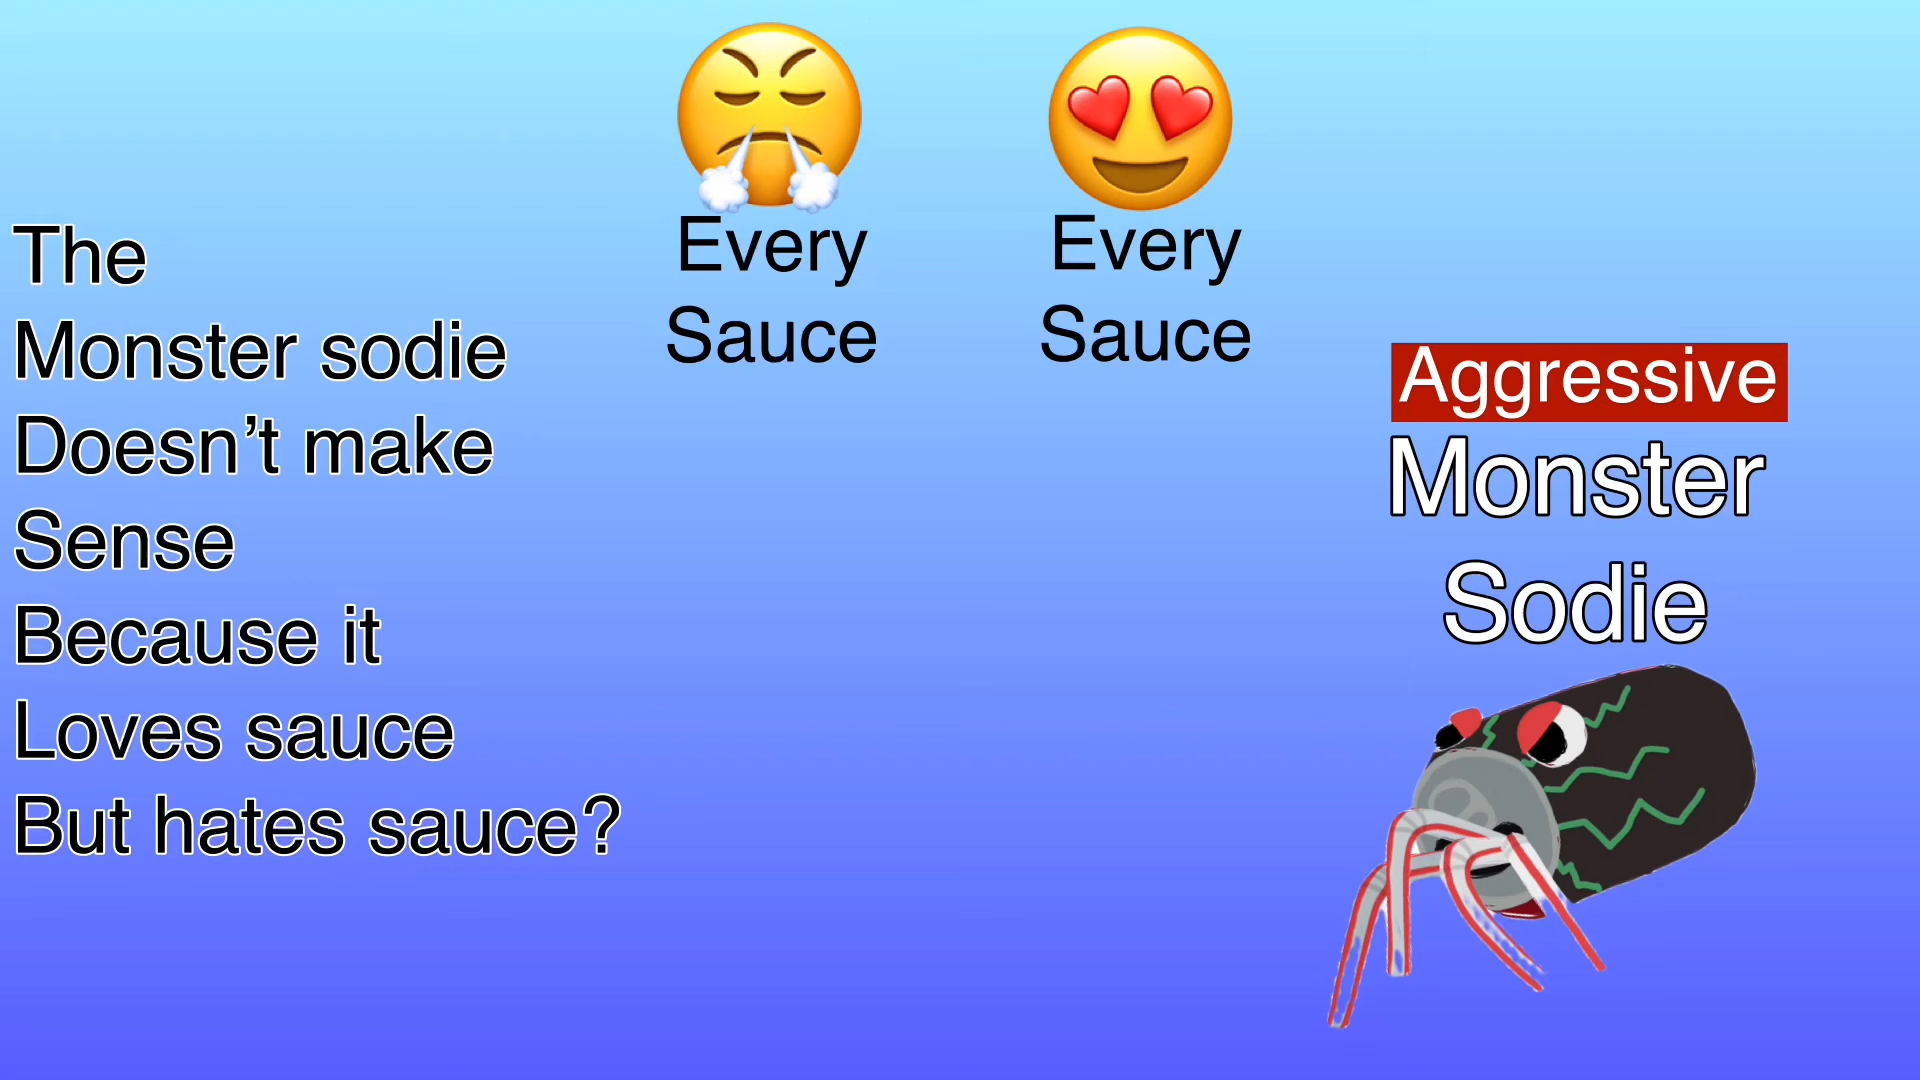 The
Monster sodie
Doesn’t make
Sense
Because it
Loves sauce
But hates sauce?
Every
Sauce
Every
Sauce
Aggressive
Monster
Sodie